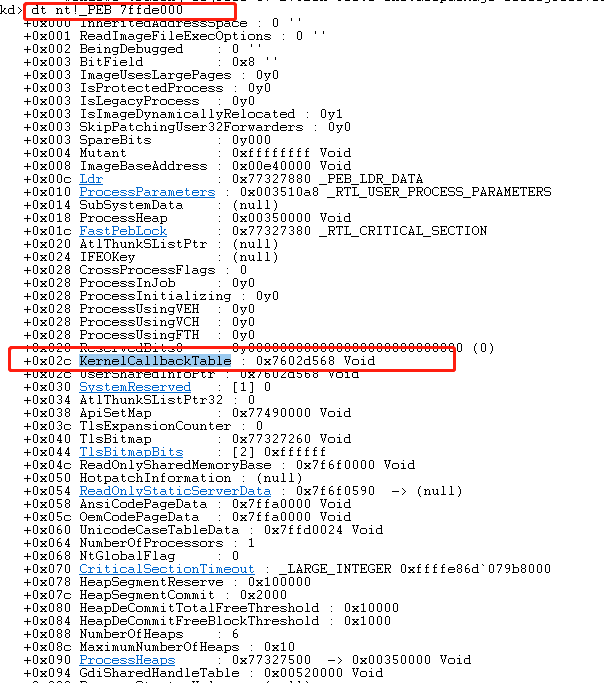 kd> dt nt!_PEB 7ffde000
+0x000 InheritedAddressSpace : 0 ''
+0x001 ReadImageFileExecOptions : 0 ''
+0x002 BeingDebugged : 0 ''
+0x003 BitField : 0x8 ''
+0x003 ImageUsesLargePages : 0y0
+0x003 IsProtectedProcess : 0y0
+0x003 IsLegacyProcess : 0y0
+0x003 IsImageDynamicallyRelocated : 0y1
+0x003 SkipPatchingUser32Forwarders : 0y0
+0x003 SpareBits : 0y000
+0x004 Mutant : 0xffffffff Void
+0x008 ImageBaseAddress : 0x00e40000 Void
+0x00c Ldr : 0x77327880 _PEB_LDR_DATA
+0x010 ProcessParameters : 0x003510a8 _RTL_USER_PROCESS_PARAMETERS
+0x014 SubSystemData : (null)
+0x018 ProcessHeap : 0x00350000 Void
+0x01c FastPebLock : 0x77327380 _RTL_CRITICAL_SECTION
+0x020 AtlThunkSListPtr : (null)
+0x024 IFEOKey : (null)
+0x028 CrossProcessFlags : 0
+0x028 ProcessInJob : 0y0
+0x028 ProcessInitializing : 0y0
+0x028 ProcessUsingVEH : 0y0
+0x028 ProcessUsingVCH : 0y0
+0x028 ProcessUsingFTH : 0y0
+0x028 ReservedBits0 : 0y000000000000000000000000000 (0)
+0x02c KernelCallbackTable : 0x7602d568 Void
+0x02c UserSharedInfoPtr : 0x7602d568 Void
+0x030 SystemReserved : [1] 0
+0x034 AtlThunkSListPtr32 : 0
+0x038 ApiSetMap : 0x77490000 Void
+0x03c TlsExpansionCounter : 0
+0x040 TlsBitmap : 0x77327260 Void
+0x044 TlsBitmapBits : [2] 0xffffff
+0x04c ReadOnlySharedMemoryBase : 0x7f6f0000 Void
+0x050 HotpatchInformation : (null)
+0x054 ReadOnlyStaticServerData : 0x7f6f0590 -> (null)
+0x058 AnsiCodePageData : 0x7ffa0000 Void
+0x05c OemCodePageData : 0x7ffa0000 Void
+0x060 UnicodeCaseTableData : 0x7ffd0024 Void
+0x064 NumberOfProcessors : 1
+0x068 NtGlobalFlag : 0
+0x070 CriticalSectionTimeout : _LARGE_INTEGER 0xffffe86d`079b8000
+0x078 HeapSegmentReserve : 0x100000
+0x07c HeapSegmentCommit : 0x2000
+0x080 HeapDeCommitTotalFreeThreshold : 0x10000
+0x084 HeapDeCommitFreeBlockThreshold : 0x1000
+0x088 NumberOfHeaps : 6
+0x08c MaximumNumberOfHeaps : 0x10
+0x090 ProcessHeaps : 0x77327500 -> 0x00350000 Void
+0x094 GdiSharedHandleTable : 0x00520000 Void